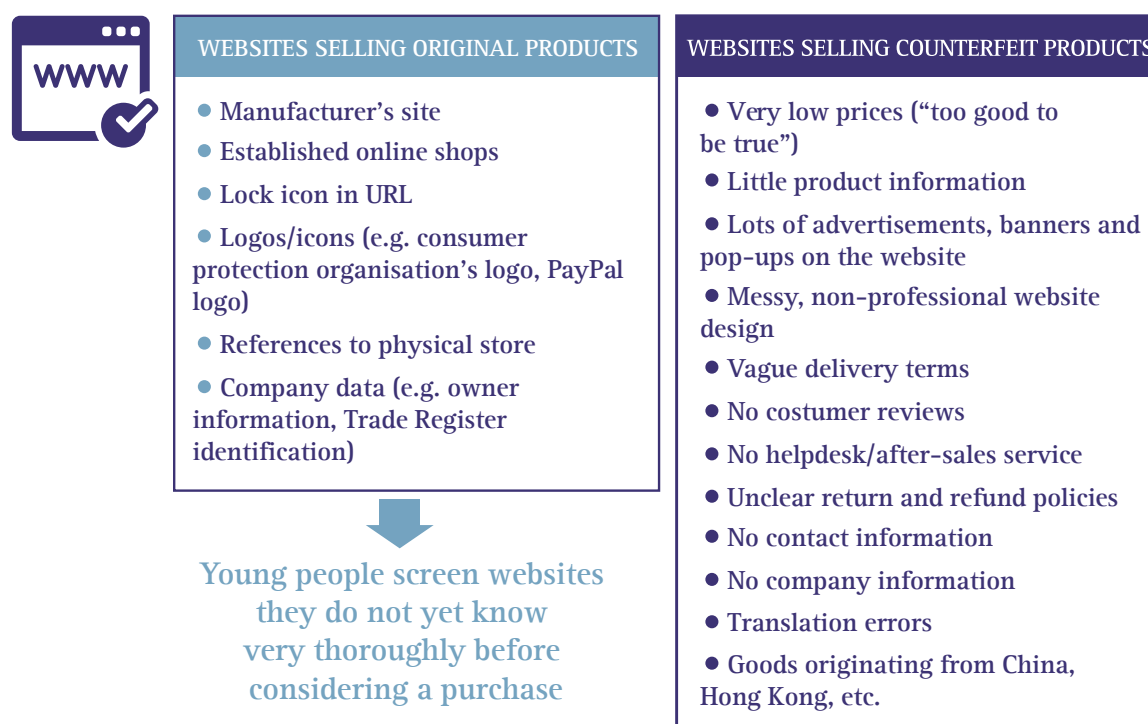 www
WEBSITES SELLING ORIGINAL PRODUCTS
• Manufacturer's site
• Established online shops
• Lock icon in URL
• Logos/icons (e.g. consumer
protection organisation's logo, PayPal
logo)
• References to physical store
• Company data (e.g. owner
information, Trade Register
identification)
Young people screen websites
they do not yet know
very thoroughly before
considering a purchase
WEBSITES SELLING COUNTERFEIT PRODUCTS
• Very low prices (“too good to
be true”)
• Little product information
• Lots of advertisements, banners and
pop-ups on the website
• Messy, non-professional website
design
• Vague delivery terms
• No costumer reviews
• No helpdesk/after-sales service
• Unclear return and refund policies
• No contact information
• No company information
• Translation errors
• Goods originating from China,
Hong Kong, etc.